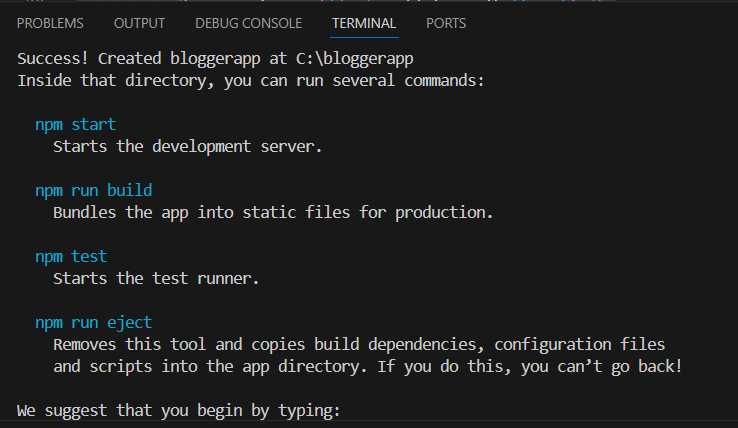 PROBLEMS OUTPUT DEBUG CONSOLE TERMINAL PORTS
Success! Created bloggerapp at C:\bloggerapp
Inside that directory, you can run several commands:
npm start
Starts the development server.
npm run build
Bundles the app into static files for production.
npm test
Starts the test runner.
npm run eject
Removes this tool and copies build dependencies, configuration files
and scripts into the app directory. If you do this, you can’t go back!
We suggest that you begin by typing: